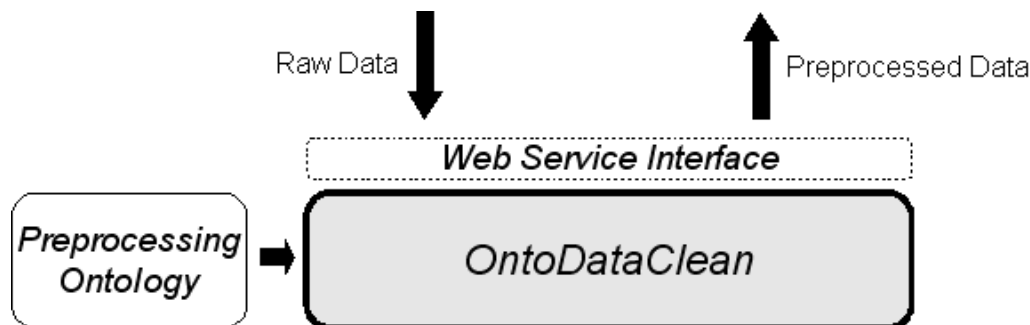 Raw Data
Preprocessed Data
Web Service Interface
Preprocessing
Ontology
OntoDataClean